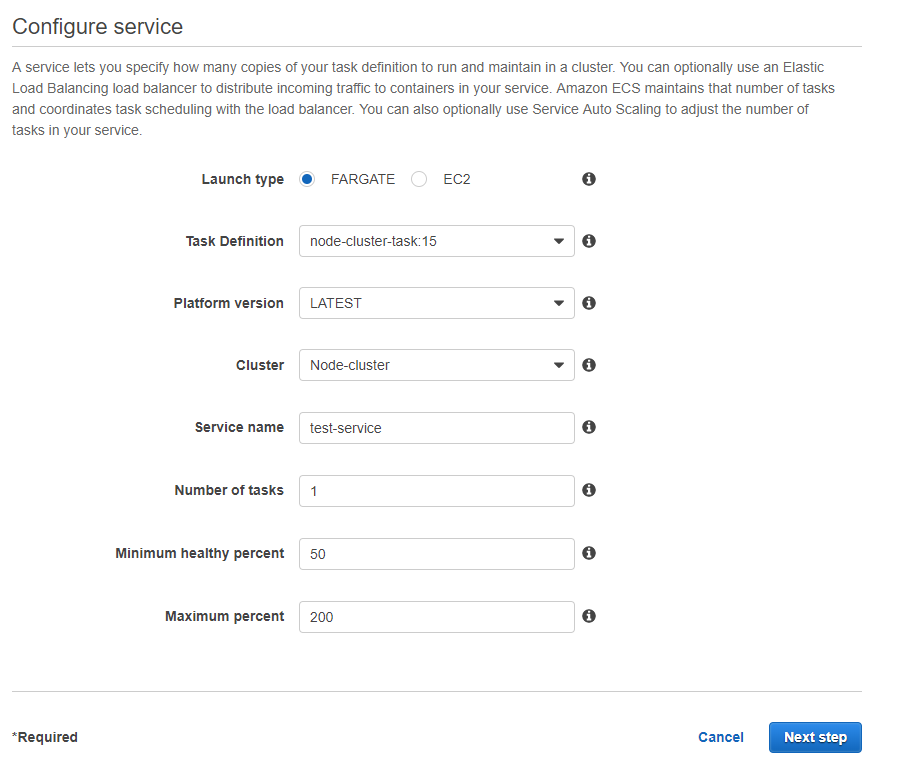 Configure service
A service lets you specify how many copies of your task definition to run and maintain in a cluster. You can optionally use an Elastic
Load Balancing load balancer to distribute incoming traffic to containers in your service. Amazon ECS maintains that number of tasks
and coordinates task scheduling with the load balancer. You can also optionally use Service Auto Scaling to adjust the number of
tasks in your service.
Launch type FARGATE EC2
Task Definition node-cluster-task:15
Platform version LATEST
Cluster Node-cluster
Service name test-service
Number of tasks 1
Minimum healthy percent 50
Maximum percent 200
*Required Cancel Next step